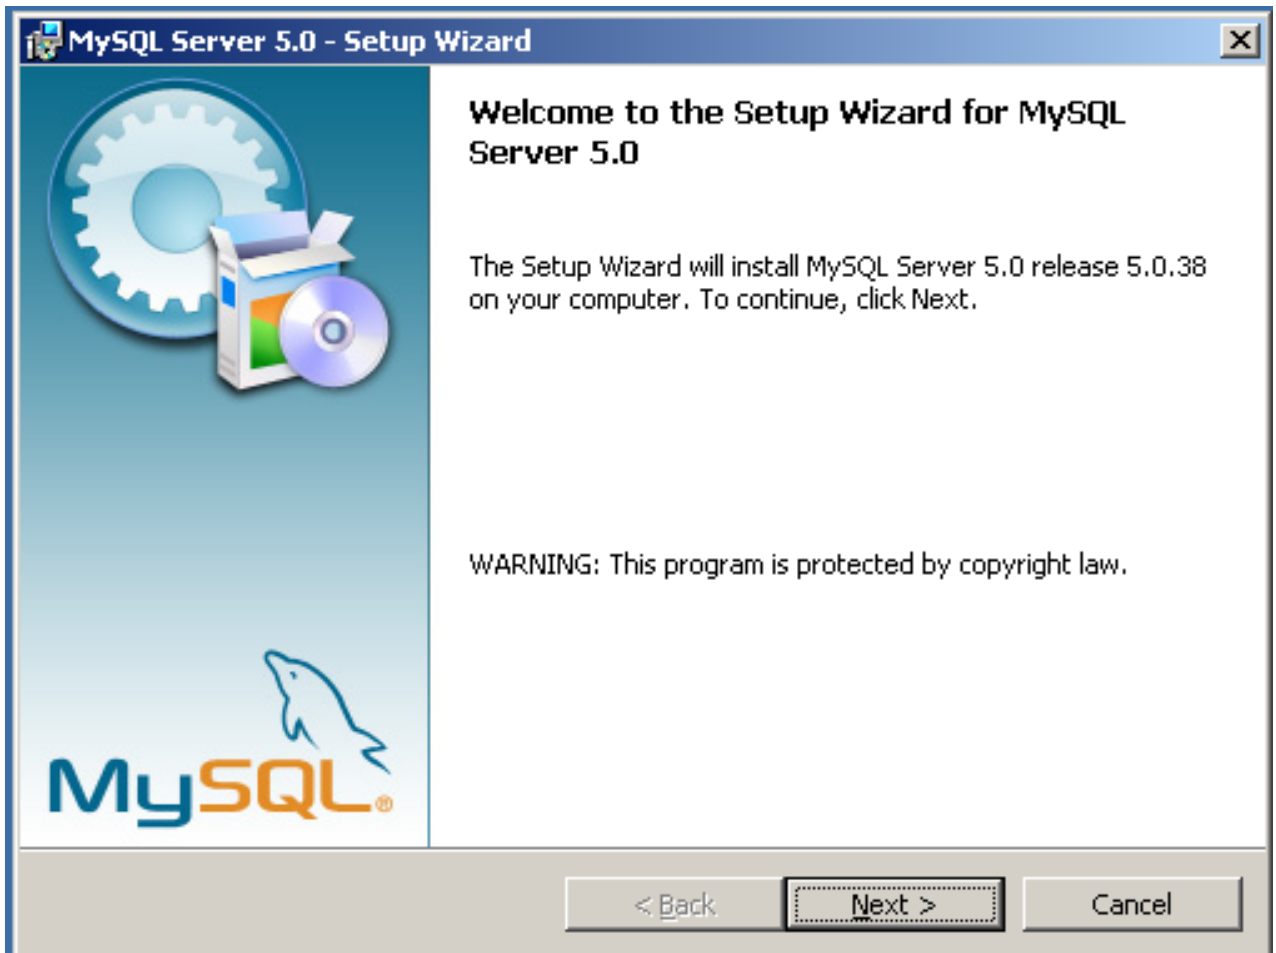 MySQL Server 5.0 - Setup Wizard
Welcome to the Setup Wizard for MySQL
Server 5.0
The Setup Wizard will install MySQL Server 5.0 release 5.0.38
on your computer. To continue, click Next.
WARNING: This program is protected by copyright law.
MySQL®
< Back
Next >
Cancel